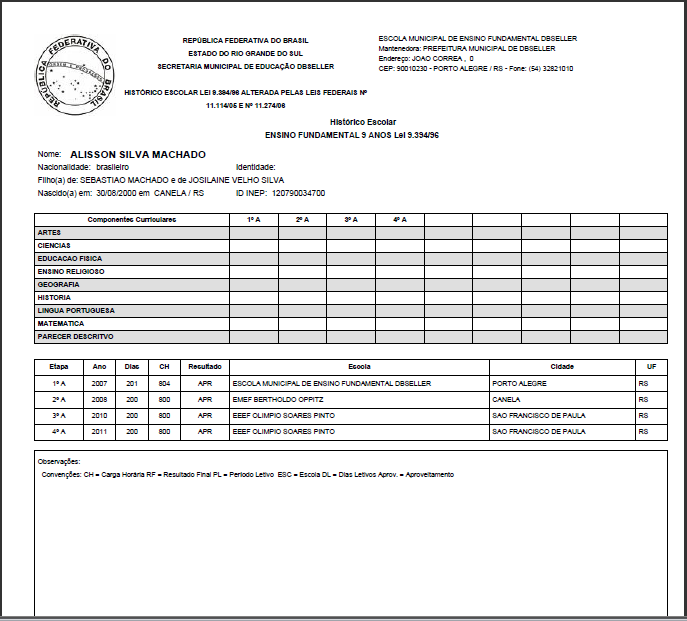 REPÚBLICA FEDERATIVA DO BRASIL
REPÚBLICA FEDERATIVA DO BRASIL
ESTADO DO RIO GRANDE DO SUL
SECRETARIA MUNICIPAL DE EDUCAÇÃO DBSELLER
HISTÓRICO ESCOLAR LEI 9.394/96 ALTERADA PELAS LEIS FEDERAIS Nº
11.114/05 E Nº 11.274/06
ESCOLA MUNICIPAL DE ENSINO FUNDAMENTAL DBSELLER
Mantenedora: PREFEITURA MUNICIPAL DE DBSELLER
Endereço: JOAO CORREA , 0
CEP: 90010230 - PORTO ALEGRE / RS - Fone: (54) 32821010
Histórico Escolar
ENSINO FUNDAMENTAL 9 ANOS Lei 9.394/96
Nome: ALISSON SILVA MACHADO
Nacionalidade: brasileiro Identidade:
Filho(a) de: SEBASTIAO MACHADO e de JOSILAINE VELHO SILVA
Nascido(a) em: 30/08/2000 em CANELA / RS ID INEP: 120790034700
Componentes Curriculares 1º A 2º A 3º A 4º A
ARTES
CIENCIAS
EDUCACAO FISICA
ENSINO RELIGIOSO
GEOGRAFIA
HISTORIA
LINGUA PORTUGUESA
MATEMATICA
PARECER DESCRITVO
Etapa Ano Dias CH Resultado Escola Cidade UF
1º A 2007 201 804 APR ESCOLA MUNICIPAL DE ENSINO FUNDAMENTAL DBSELLER PORTO ALEGRE RS
2º A 2008 200 800 APR EMEF BERTHOLDO OPPITZ CANELA RS
3º A 2010 200 800 APR EEEF OLIMPIO SOARES PINTO SAO FRANCISCO DE PAULA RS
4º A 2011 200 800 APR EEEF OLIMPIO SOARES PINTO SAO FRANCISCO DE PAULA RS
Observações:
Convenções: CH = Carga Horária RF = Resultado Final PL = Período Letivo ESC = Escola DL = Dias Letivos Aprov. = Aproveitamento